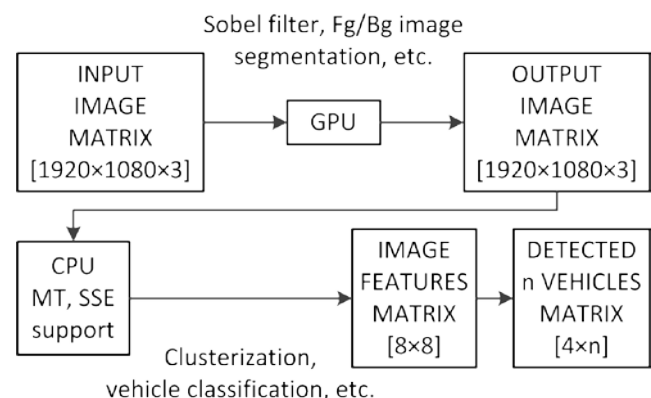 Sobel filter, Fg/Bg image
segmentation, etc.
INPUT
IMAGE
MATRIX
[1920×1080×3]
GPU
OUTPUT
IMAGE
MATRIX
[1920×1080×3]
CPU
MT, SSE
support
IMAGE
FEATURES
MATRIX
[8×8]
DETECTED
n VEHICLES
MATRIX
[4×n]
Clusterization,
vehicle classification, etc.